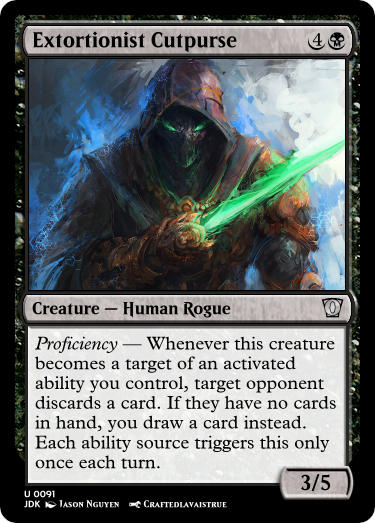 Extortionist Cutpurse 4
Creature — Human Rogue
Proficiency — Whenever this creature
becomes a target of an activated
ability you control, target opponent
discards a card. If they have no cards
in hand, you draw a card instead.
Each ability source triggers this only
once each turn.
3/5
U 0091
JDK Jason Nguyen Craftedlavaistrue